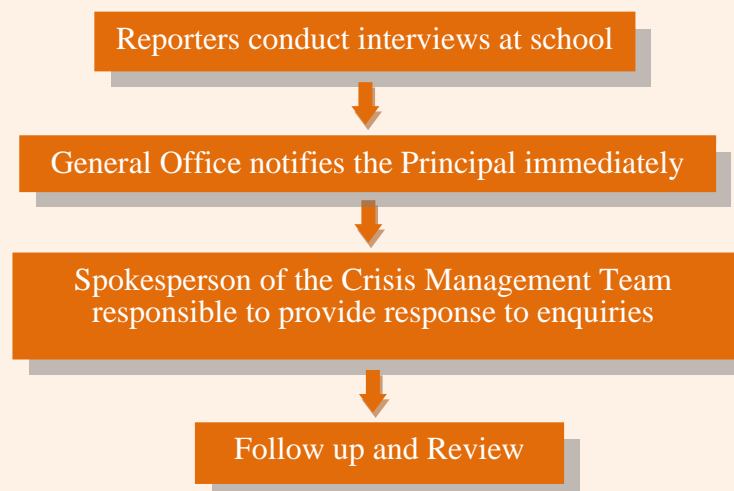 Reporters conduct interviews at school
General Office notifies the Principal immediately
Spokesperson of the Crisis Management Team
responsible to provide response to enquiries
Follow up and Review